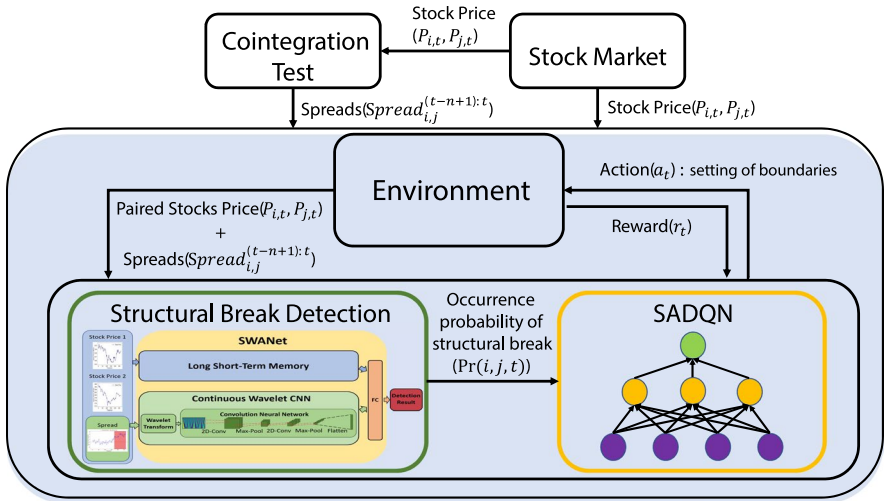 Stock Price
(P_{i,t}, P_{j,t})
Cointegration
Test
Stock Market
Spreads(Spread_{i,j}^{(t-n+1):t})
Stock Price(P_{i,t}, P_{j,t})
Environment
Action(a_t) : setting of boundaries
Reward(r_t)
Paired Stocks Price(P_{i,t}, P_{j,t})
+
Spreads(Spread_{i,j}^{(t-n+1):t})
Structural Break Detection
Stock Price 1
Stock Price 2
Spread
SWANet
Long Short-Term Memory
Continuous Wavelet CNN
Convolution Neural Network
Wavelet
Transform
2D-Conv
Max-Pool
2D-Conv
Max-Pool
Flatten
FC
Detection
Result
Occurrence
probability of
structural break
(Pr(i, j, t))
SADQN